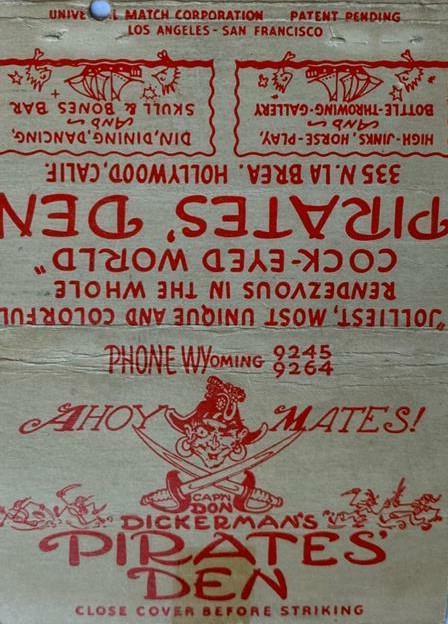 UNIVE L MATCH CORPORATION PATENT PENDING
LOS ANGELES - SAN FRANCISCO
HIGH-JINKS, HORSE-PLAY,
AND
BOTTLE-THROWING-GALLERY
DIN, DINING, DANCING,
AND
SKULL & BONES BAR
335 N. LA BREA. HOLLYWOOD, CALIF.
PIRATES' DEN
COCK-EYED WORLD"
RENDEZVOUS IN THE WHOLE
"JOLLIEST, MOST UNIQUE AND COLORFUL
PHONE WYOMING 9245
9264
AHOY MATES!
CAP'N
DON
DICKERMAN'S
PIRATES'
DEN
CLOSE COVER BEFORE STRIKING